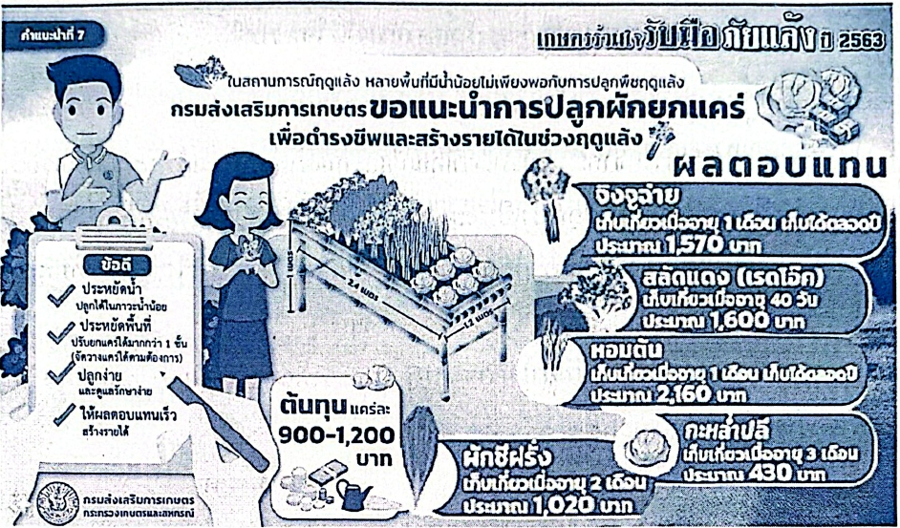 คำแนะนำที่ 7
เกษตรร่วมใจรับมือภัยแล้ง ปี 2563
ในสถานการณ์ฤดูแล้ง หลายพื้นที่มีน้ำน้อยไม่เพียงพอกับการปลูกพืชฤดูแล้ง
กรมส่งเสริมการเกษตร ขอแนะนำการปลูกผักยกแคร่
เพื่อดำรงชีพและสร้างรายได้ในช่วงฤดูแล้ง
ผลตอบแทน
จิงจูฉ่าย
เก็บเกี่ยวเมื่ออายุ 1 เดือน เก็บได้ตลอดปี
ประมาณ 1,570 บาท
สลัดแดง (เรดโอ๊ค)
เก็บเกี่ยวเมื่ออายุ 40 วัน
ประมาณ 1,600 บาท
หอมต้น
เก็บเกี่ยวเมื่ออายุ 1 เดือน เก็บได้ตลอดปี
ประมาณ 2,160 บาท
กะหล่ำปลี
เก็บเกี่ยวเมื่ออายุ 3 เดือน
ประมาณ 430 บาท
ผักชีฝรั่ง
เก็บเกี่ยวเมื่ออายุ 2 เดือน
ประมาณ 1,020 บาท
เมตร
2.4 เมตร
1.2 เมตร
ข้อดี
ประหยัดน้ำ
ปลูกได้ในภาวะน้ำน้อย
ประหยัดพื้นที่
ปรับยกแคร่ได้มากกว่า 1 ชั้น
(จัดวางแคร่ได้ตามต้องการ)
ปลูกง่าย
และดูแลรักษาง่าย
ให้ผลตอบแทนเร็ว
สร้างรายได้
ต้นทุน แคร่ละ
900-1,200
บาท
กรมส่งเสริมการเกษตร
กระทรวงเกษตรและสหกรณ์